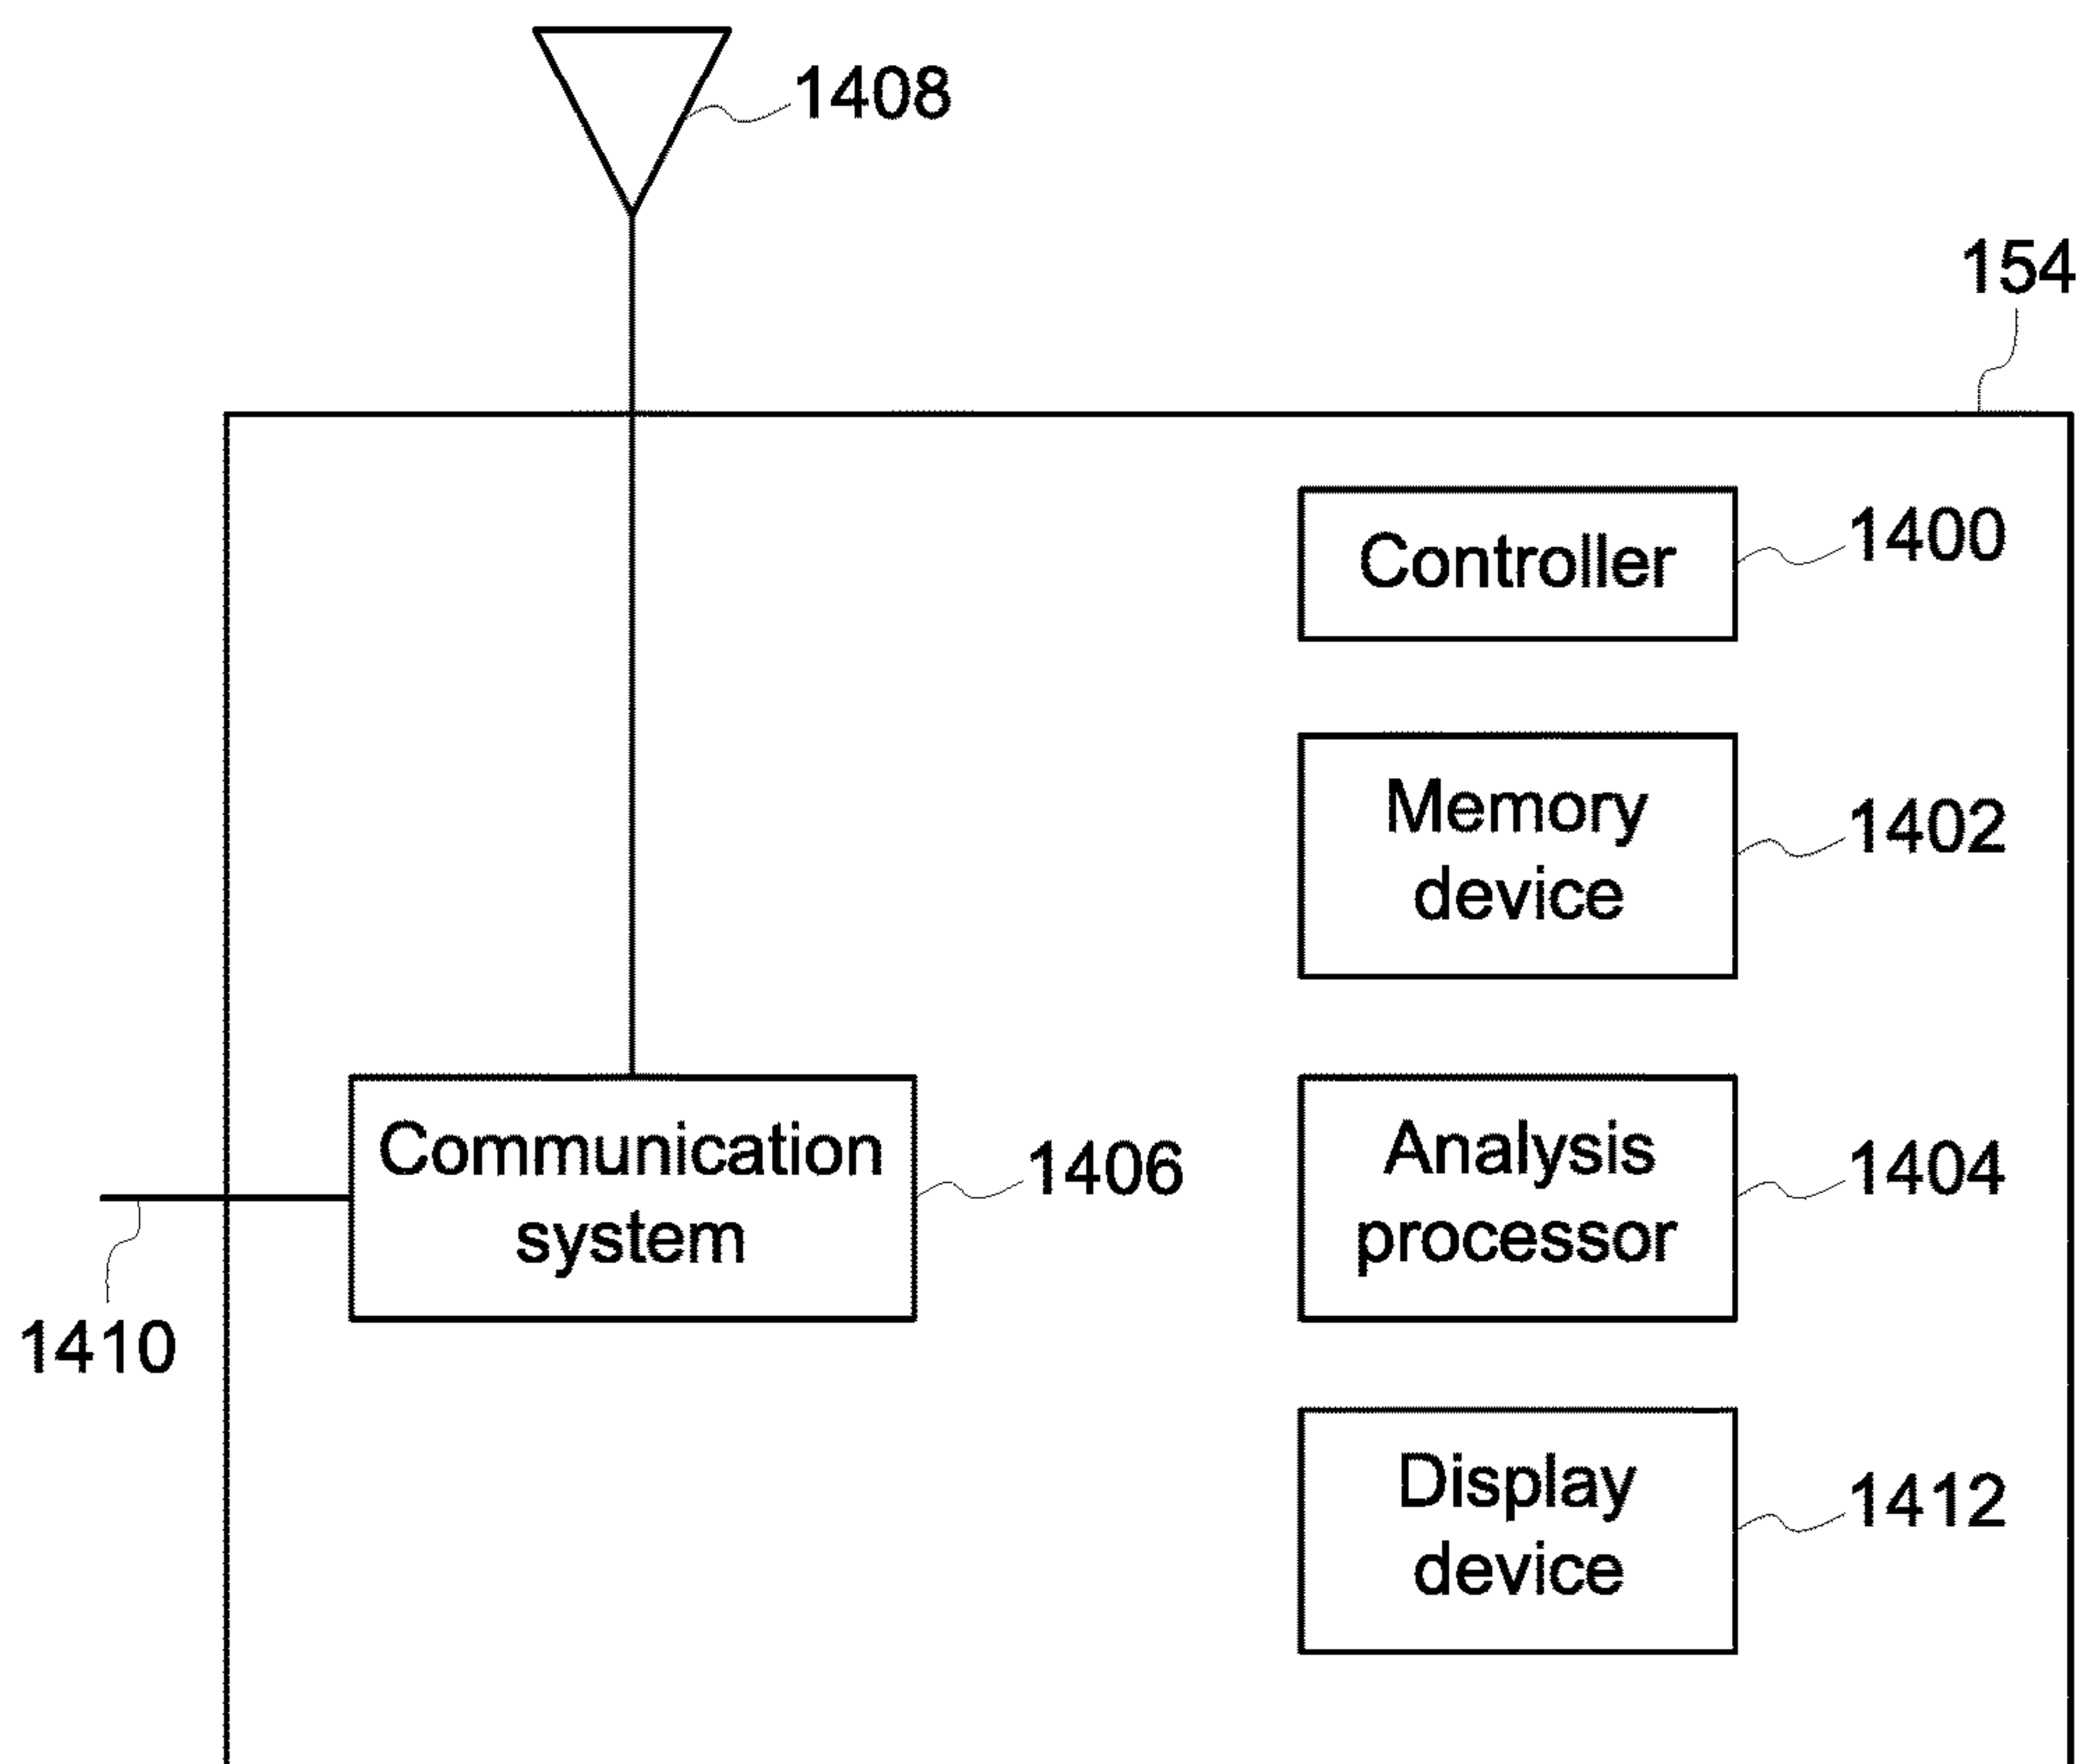 1408
154
Controller
1400
Memory
device
1402
Communication
system
1406
Analysis
processor
1404
1410
Display
device
1412